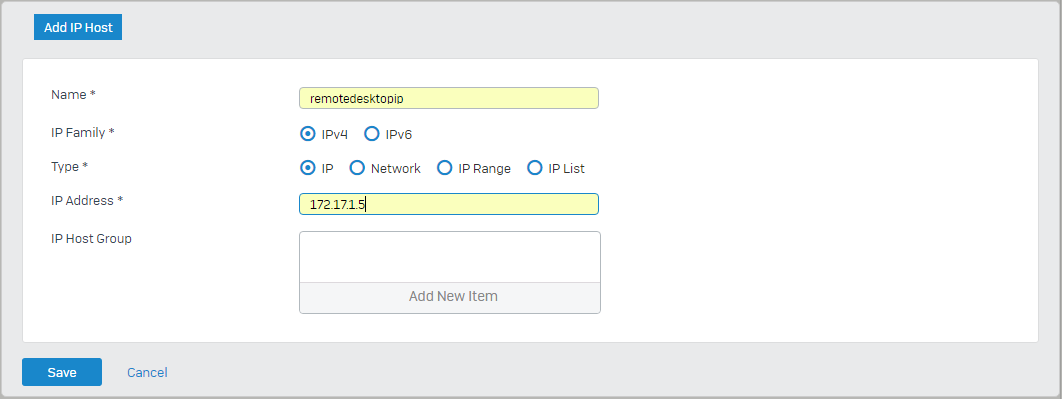 Add IP Host
Name *
remotedesktopip
IP Family *
IPv4 IPv6
Type *
IP Network IP Range IP List
IP Address *
172.17.1.5
IP Host Group
Add New Item
Save Cancel